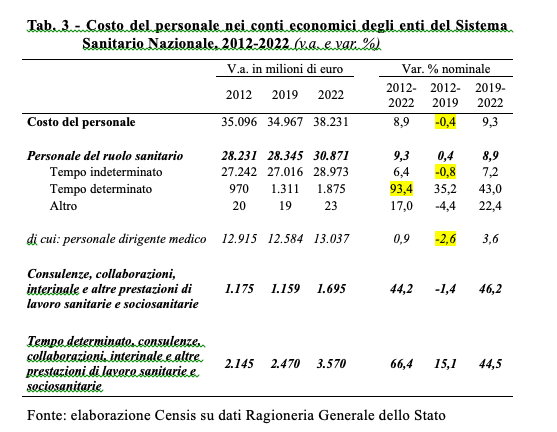 Tab. 3 - Costo del personale nei conti economici degli enti del Sistema
Sanitario Nazionale, 2012-2022 (v.a. e var. %)
V.a. in milioni di euro Var. % nominale
2012 2019 2022 2012-2022 2012-2019 2019-2022
Costo del personale 35.096 34.967 38.231 8,9 -0,4 9,3
Personale del ruolo sanitario 28.231 28.345 30.871 9,3 0,4 8,9
Tempo indeterminato 27.242 27.016 28.973 6,4 -0,8 7,2
Tempo determinato 970 1.311 1.875 93,4 35,2 43,0
Altro 20 19 23 17,0 -4,4 22,4
di cui: personale dirigente medico 12.915 12.584 13.037 0,9 -2,6 3,6
Consulenze, collaborazioni,
interinale e altre prestazioni di 1.175 1.159 1.695 44,2 -1,4 46,2
lavoro sanitarie e sociosanitarie
Tempo determinato, consulenze,
collaborazioni, interinale e altre
prestazioni di lavoro sanitarie e 2.145 2.470 3.570 66,4 15,1 44,5
sociosanitarie
Fonte: elaborazione Censis su dati Ragioneria Generale dello Stato